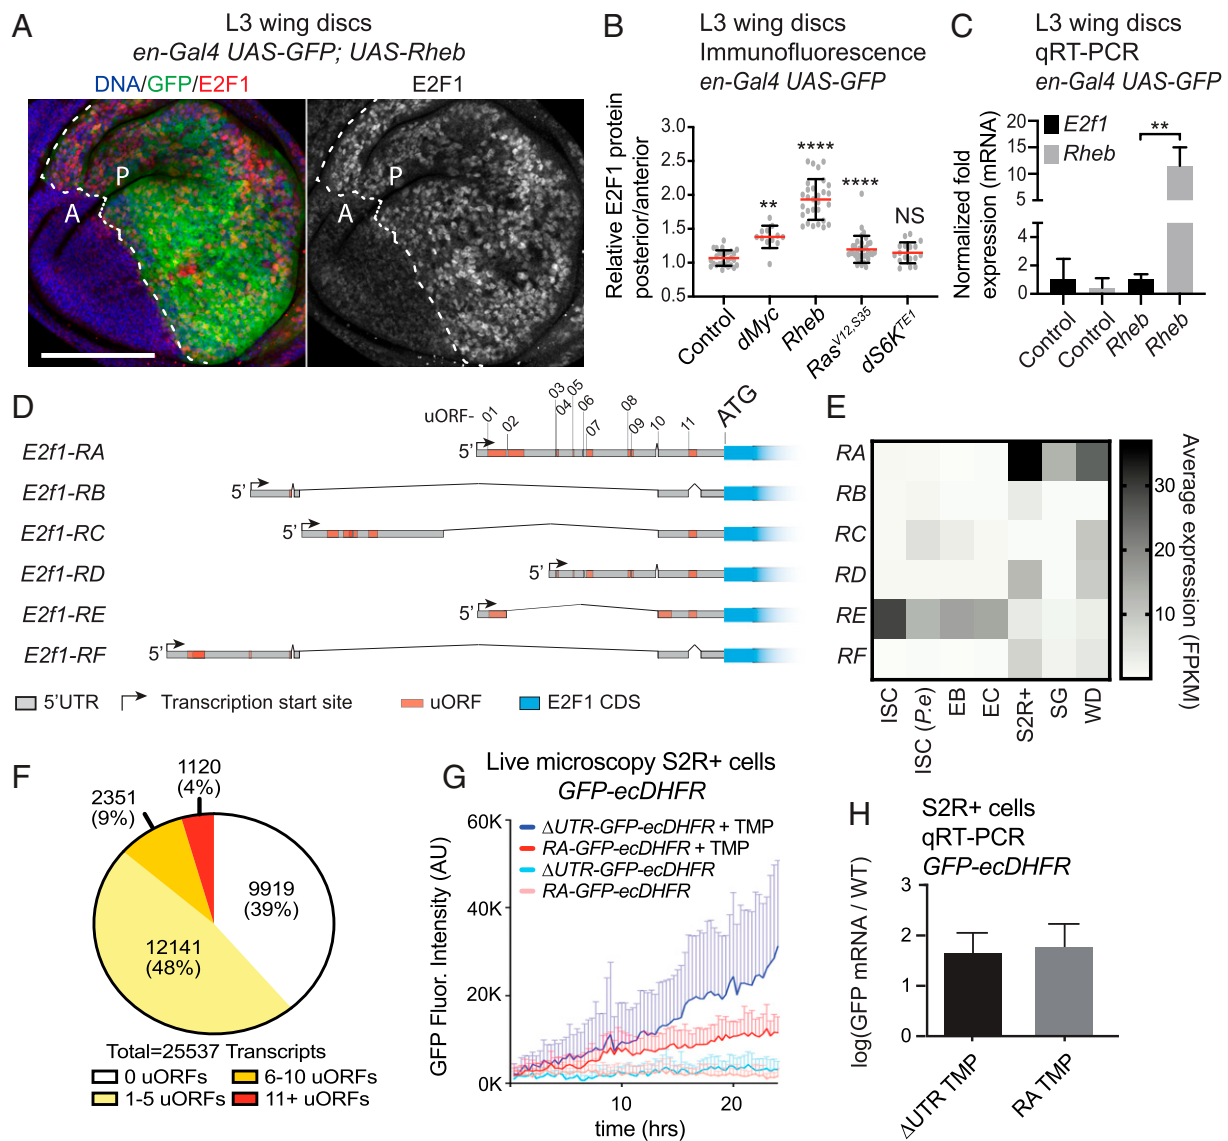 A
L3 wing discs
en-Gal4 UAS-GFP; UAS-Rheb
DNA/GFP/E2F1
E2F1
P
A
P
A
B
L3 wing discs
Immunofluorescence
en-Gal4 UAS-GFP
Relative E2F1 protein
posterior/anterior
3.0
2.5
2.0
1.5
1.0
0.5
**
****
****
NS
Control
dMyc
Rheb
RasV12,S35
dS6KTE1
C
L3 wing discs
qRT-PCR
en-Gal4 UAS-GFP
Normalized fold
expression (mRNA)
20
15
10
5
4
2
0
E2f1
Rheb
**
Control
Control
Rheb
Rheb
D
uORF-
01
02
03
04
05
06
07
08
09
10
11
ATG
E2f1-RA
5'
E2f1-RB
5'
E2f1-RC
5'
E2f1-RD
5'
E2f1-RE
5'
E2f1-RF
5'
5'UTR
Transcription start site
uORF
E2F1 CDS
E
RA
RB
RC
RD
RE
RF
ISC
ISC (P.e)
EB
EC
S2R+
SG
WD
30
20
10
Average expression (FPKM)
F
1120
(4%)
2351
(9%)
9919
(39%)
12141
(48%)
Total=25537 Transcripts
0 uORFs
6-10 uORFs
1-5 uORFs
11+ uORFs
G
Live microscopy S2R+ cells
GFP-ecDHFR
GFP Fluor. Intensity (AU)
60K
40K
20K
0K
ΔUTR-GFP-ecDHFR + TMP
RA-GFP-ecDHFR + TMP
ΔUTR-GFP-ecDHFR
RA-GFP-ecDHFR
10
20
time (hrs)
H
S2R+ cells
qRT-PCR
GFP-ecDHFR
log(GFP mRNA / WT)
3
2
1
0
ΔUTR TMP
RA TMP